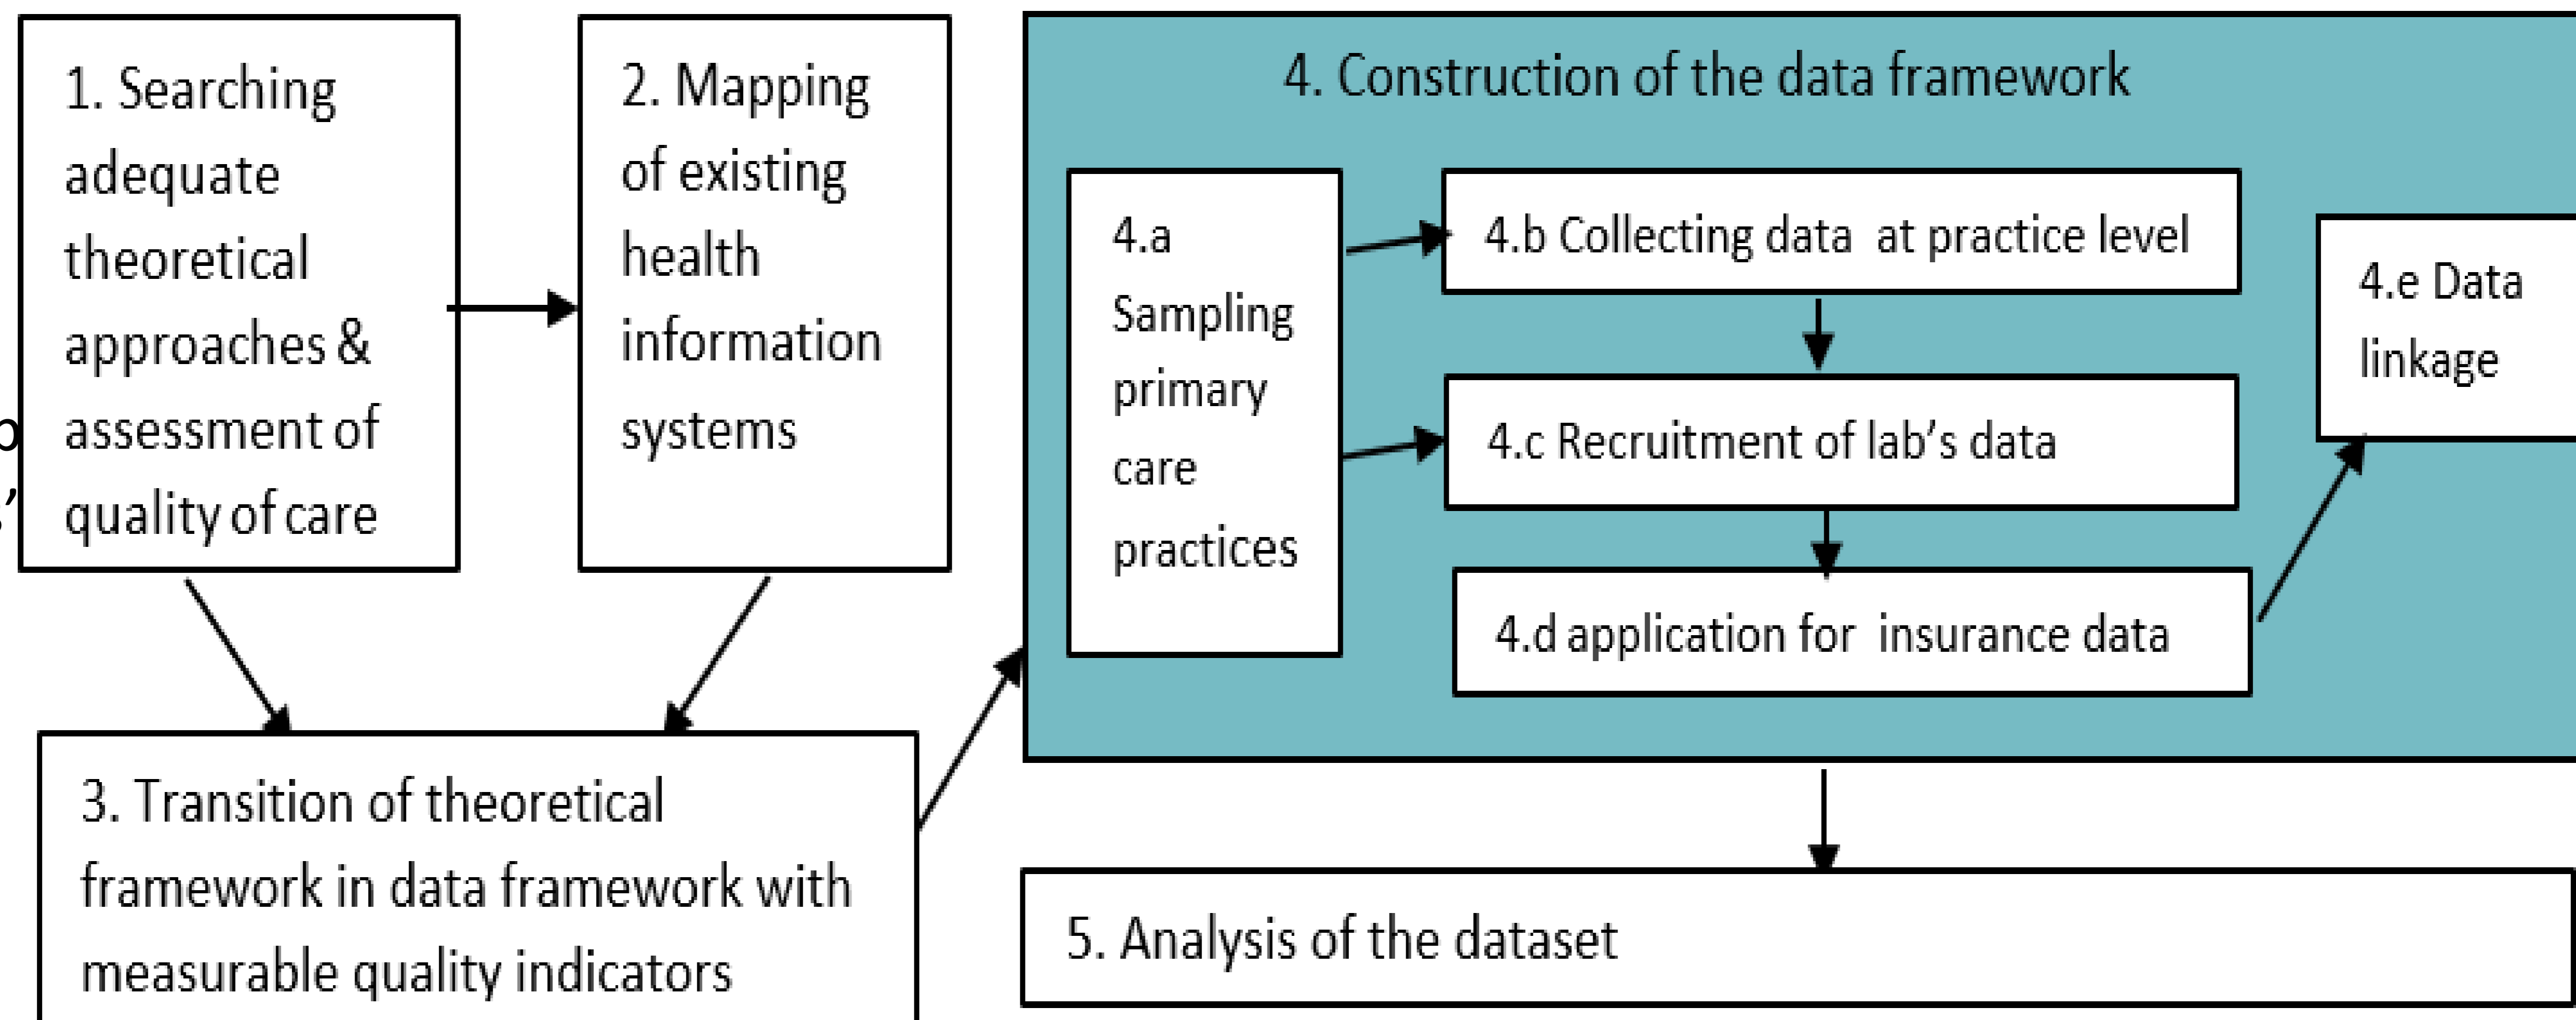 1. Searching
adequate
theoretical
approaches &
assessment of
quality of care
2. Mapping
of existing
health
information
systems
3. Transition of theoretical
framework in data framework with
measurable quality indicators
4. Construction of the data framework
4.a
Sampling
primary
care
practices
4.b Collecting data  at practice level
4.c Recruitment of lab's data
4.d application for  insurance data
4.e Data
linkage
5. Analysis of the dataset